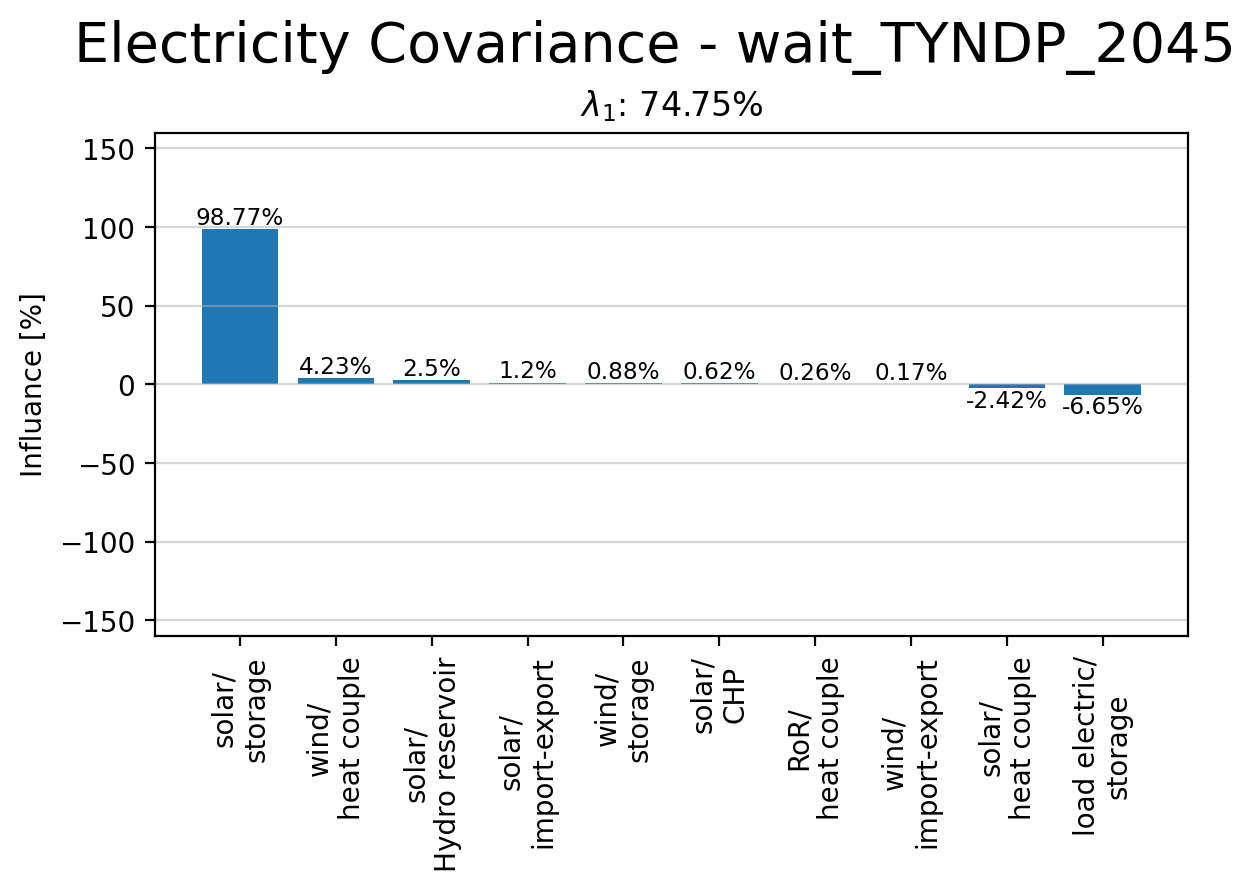 Electricity Covariance - wait_TYNDP_2045
λ₁: 74.75%
Influance [%]
150
100
50
0
−50
−100
−150
98.77%
4.23%
2.5%
1.2%
0.88%
0.62%
0.26%
0.17%
-2.42%
-6.65%
solar/
storage
wind/
heat couple
solar/
Hydro reservoir
solar/
import-export
wind/
storage
solar/
CHP
RoR/
heat couple
wind/
import-export
solar/
heat couple
load electric/
storage